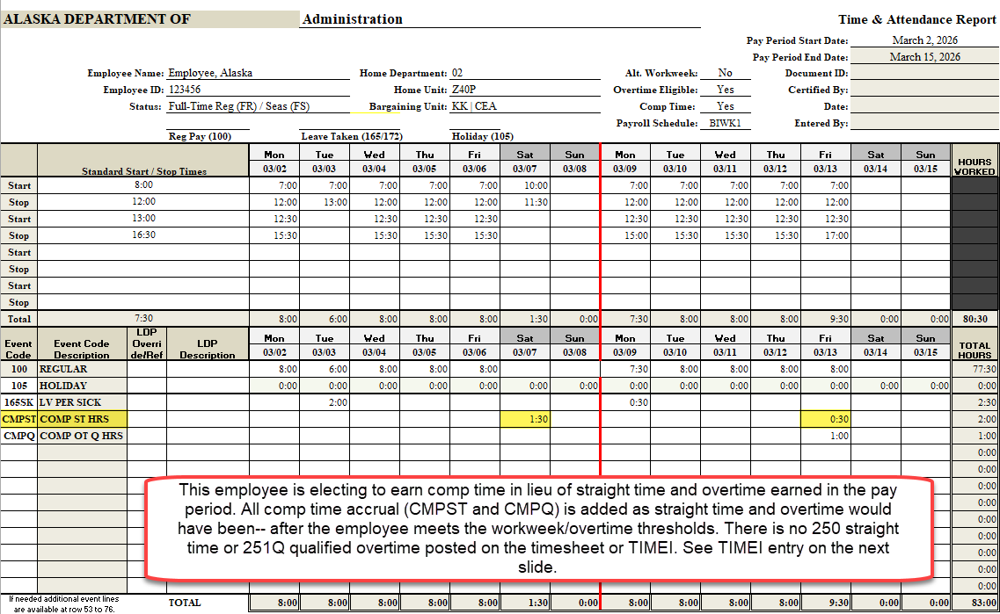 ALASKA DEPARTMENT OF Administration Time & Attendance Report
Pay Period Start Date: March 2, 2026
Pay Period End Date: March 15, 2026
Employee Name: Employee, Alaska Home Department: 02 Alt. Workweek: No Document ID:
Employee ID: 123456 Home Unit: Z40P Overtime Eligible: Yes Certified By:
Status: Full-Time Reg (FR) / Seas (FS) Bargaining Unit: KK | CEA Comp Time: Yes Date:
Payroll Schedule: BIWK1 Entered By:
Reg Pay (100) Leave Taken (165/172) Holiday (105)
Mon Tue Wed Thu Fri Sat Sun Mon Tue Wed Thu Fri Sat Sun
Standard Start / Stop Times 03/02 03/03 03/04 03/05 03/06 03/07 03/08 03/09 03/10 03/11 03/12 03/13 03/14 03/15 HOURS WORKED
Start 8:00 7:00 7:00 7:00 7:00 7:00 10:00 7:00 7:00 7:00 7:00 7:00
Stop 12:00 12:00 13:00 12:00 12:00 12:00 11:30 12:00 12:00 12:00 12:00 12:00
Start 13:00 12:30 12:30 12:30 12:30 12:30 12:30 12:30 12:30 12:30
Stop 16:30 15:30 15:30 15:30 15:30 15:00 15:30 15:30 15:30 17:00
Start
Stop
Start
Stop
Total 7:30 8:00 6:00 8:00 8:00 8:00 1:30 0:00 7:30 8:00 8:00 8:00 9:30 0:00 0:00 80:30
Event Code Event Code Description LDP Overri de/Ref LDP Description Mon Tue Wed Thu Fri Sat Sun Mon Tue Wed Thu Fri Sat Sun
03/02 03/03 03/04 03/05 03/06 03/07 03/08 03/09 03/10 03/11 03/12 03/13 03/14 03/15 TOTAL HOURS
100 REGULAR 8:00 6:00 8:00 8:00 8:00 7:30 8:00 8:00 8:00 8:00 77:30
105 HOLIDAY 0:00 0:00 0:00 0:00 0:00 0:00 0:00 0:00 0:00 0:00 0:00 0:00 0:00 0:00 0:00
165SK LV PER SICK 2:00 0:30 2:30
CMPST COMP ST HRS 1:30 0:30 2:00
CMPQ COMP OT Q HRS 1:00 1:00
0:00
0:00
0:00
0:00
0:00
0:00
0:00
0:00
0:00
This employee is electing to earn comp time in lieu of straight time and overtime earned in the pay
period. All comp time accrual (CMPST and CMPQ) is added as straight time and overtime would
have been-- after the employee meets the workweek/overtime thresholds. There is no 250 straight
time or 251Q qualified overtime posted on the timesheet or TIMEI. See TIMEI entry on the next
slide.
If needed additional event lines
are available at row 53 to 76.
TOTAL 8:00 8:00 8:00 8:00 8:00 1:30 0:00 8:00 8:00 8:00 8:00 9:30 0:00 0:00 83:00